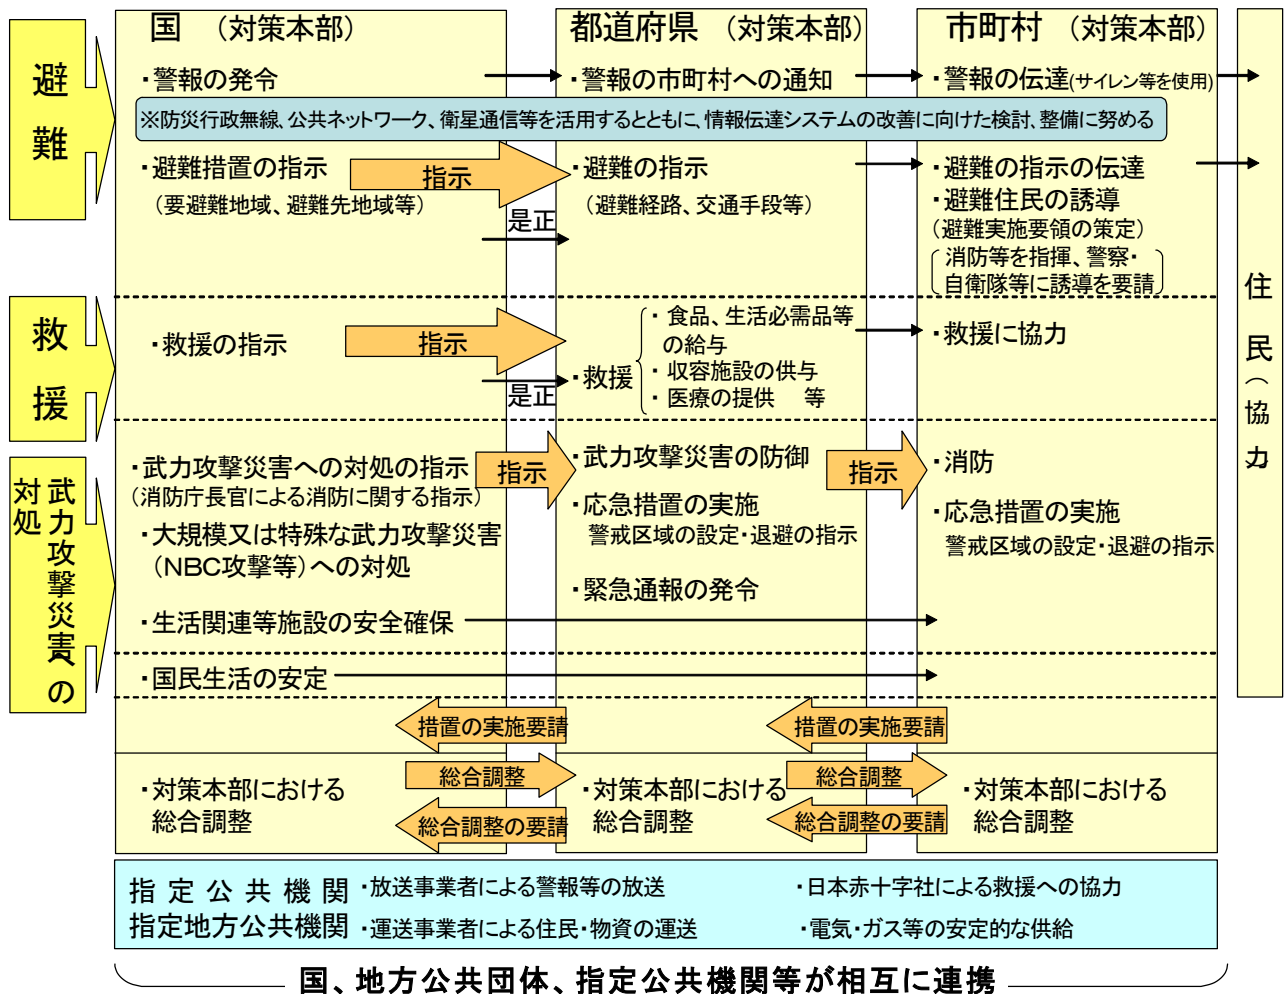 避難
国 (対策本部)
都道府県 (対策本部)
市町村 (対策本部)
・警報の発令
・警報の市町村への通知
・警報の伝達(サイレン等を使用)
※防災行政無線、公共ネットワーク、衛星通信等を活用するとともに、情報伝達システムの改善に向けた検討、整備に努める
・避難措置の指示
(要避難地域、避難先地域等)
指示
是正
・避難の指示
(避難経路、交通手段等)
・避難の指示の伝達
・避難住民の誘導
(避難実施要領の策定)
消防等を指揮、警察・
自衛隊等に誘導を要請
救援
・救援の指示
指示
是正
・救援
・食品、生活必需品等
の給与
・収容施設の供与
・医療の提供 等
・救援に協力
武力攻撃災害への
対処
・武力攻撃災害への対処の指示
(消防庁長官による消防に関する指示)
指示
・大規模又は特殊な武力攻撃災害
(NBC攻撃等)への対処
・生活関連等施設の安全確保
・武力攻撃災害の防御
指示
・応急措置の実施
警戒区域の設定・退避の指示
・緊急通報の発令
・消防
・応急措置の実施
警戒区域の設定・退避の指示
・国民生活の安定
措置の実施要請
措置の実施要請
・対策本部における
総合調整
総合調整
総合調整の要請
・対策本部における
総合調整
総合調整
総合調整の要請
・対策本部における
総合調整
住民(協力)
指定公共機関
・放送事業者による警報等の放送
・日本赤十字社による救援への協力
指定地方公共機関
・運送事業者による住民・物資の運送
・電気・ガス等の安定的な供給
国、地方公共団体、指定公共機関等が相互に連携